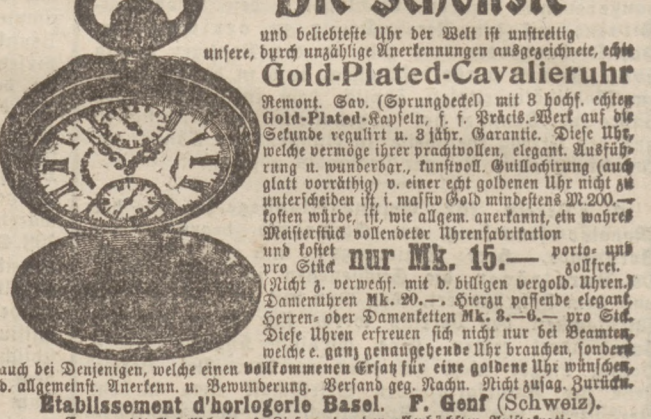 Die Schönste
und beliebteste Uhr der Welt ist unstreitig
unsere, durch unzählige Anerkennungen ausgezeichnete, echte
Gold-Plated-Cavalieruhr
Remont. Sav. (Sprungdeckel) mit 3 hochf. echten
Gold-Plated-Kapseln, f. f. Präcis.-Werk auf die
Sekunde regulirt u. 3jähr. Garantie. Diese Uhr,
welche vermöge ihrer prachtvollen, elegant. Ausfüh-
rung u. wunderbar., kunstvoll. Guillochirung (auch
glatt vorräthig) v. einer echt goldenen Uhr nicht zu
unterscheiden ist, i. massiv Gold mindestens M. 200.—
kosten würde, ist, wie allgem. anerkannt, ein wahres
Meisterstück vollendeter Uhrenfabrikation
und kostet nur Mk. 15.— porto- und
pro Stück zollfrei.
(Nicht z. verwechs. mit d. billigen vergold. Uhren.)
Damenuhren Mk. 20.—. Hierzu passende elegant.
Herren- oder Damenketten Mk. 3.—6.— pro Stck.
Diese Uhren erfreuen sich nicht nur bei Beamten,
welche e. ganz genaugehende Uhr brauchen, sondern
auch bei Denjenigen, welche einen vollkommenen Ersatz für eine goldene Uhr wünschen,
d. allgemeinst. Anerkenn. u. Bewunderung. Versand geg. Nachn. Nicht zusag. Zurückn.
Etablissement d'horlogerie Basel. F. Genf (Schweiz).